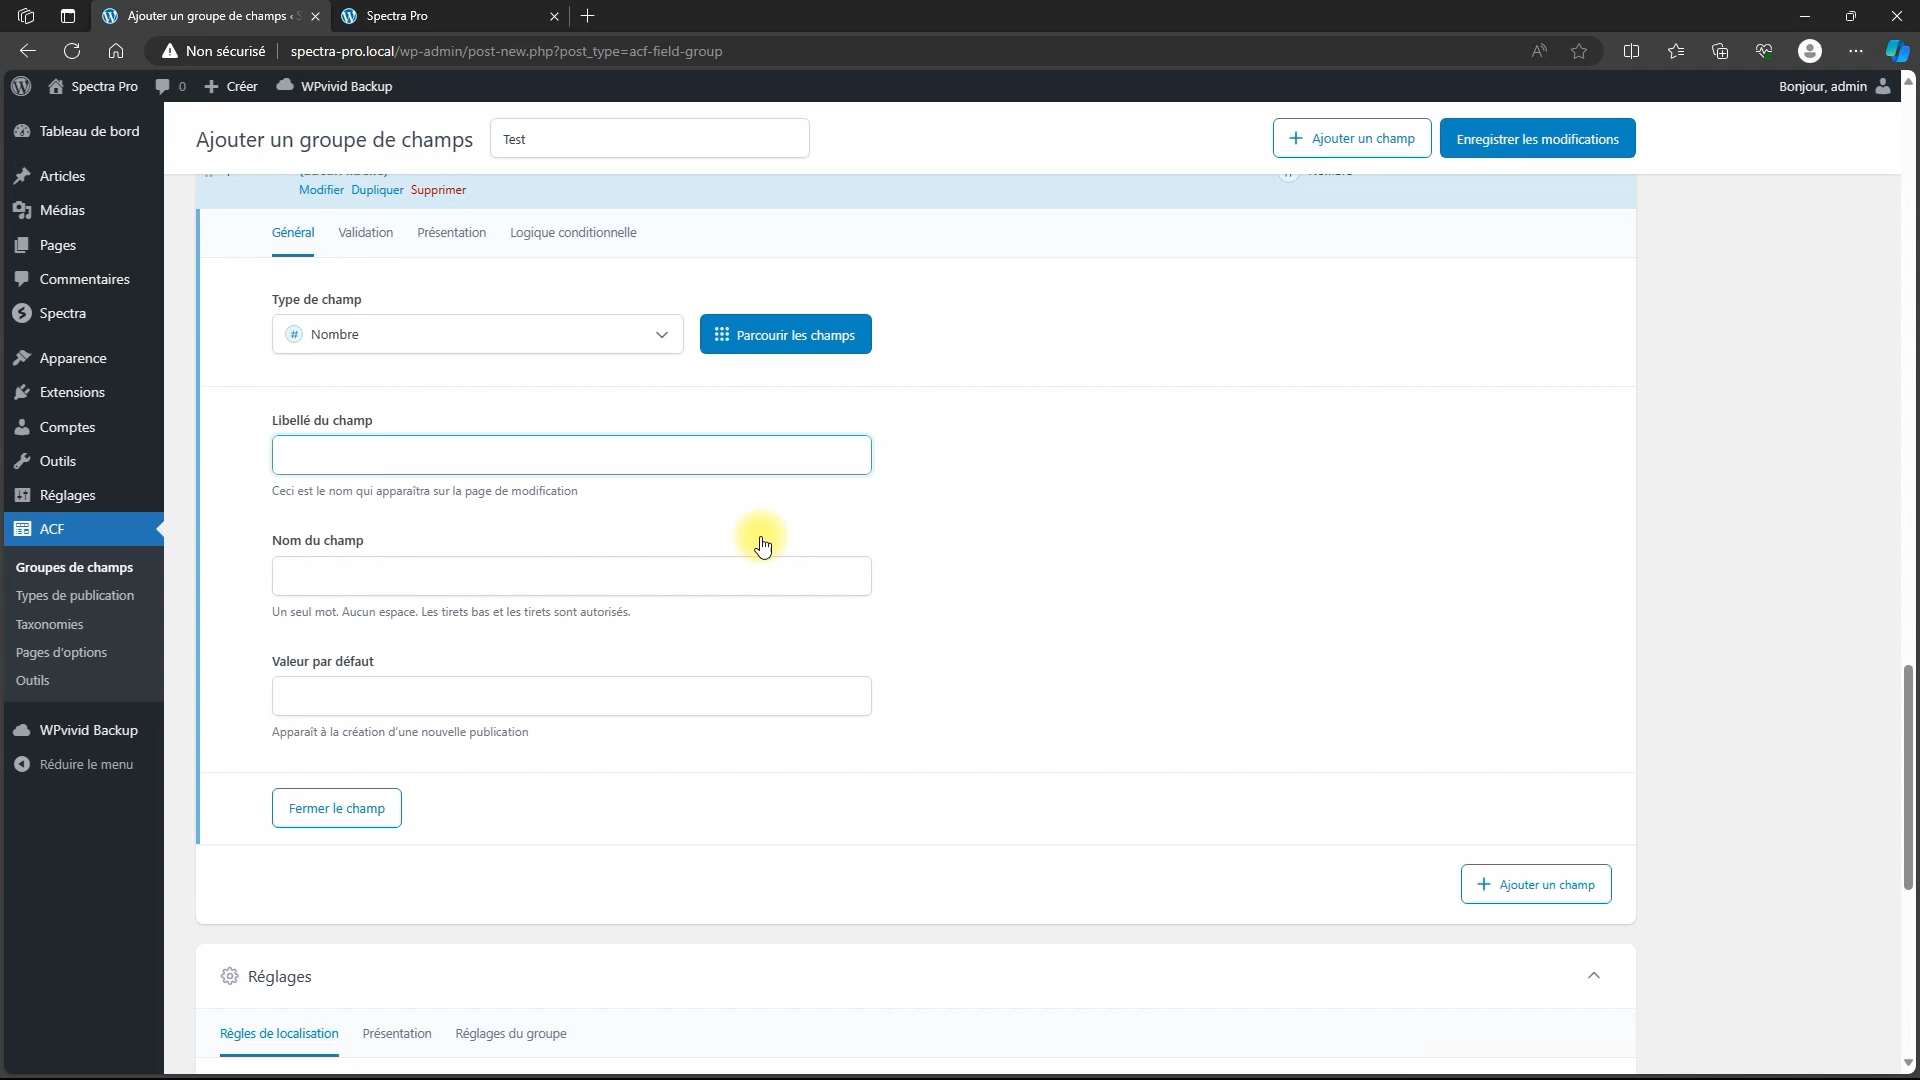 Ajouter un groupe de champs ‹ S
Spectra Pro
Non sécurisé
spectra-pro.local/wp-admin/post-new.php?post_type=acf-field-group
Spectra Pro
0
Créer
WPvivid Backup
Bonjour, admin
Tableau de bord
Articles
Médias
Pages
Commentaires
Spectra
Apparence
Extensions
Comptes
Outils
Réglages
ACF
Groupes de champs
Types de publication
Taxonomies
Pages d'options
Outils
WPvivid Backup
Réduire le menu
Ajouter un groupe de champs
Test
Ajouter un champ
Enregistrer les modifications
Modifier Dupliquer Supprimer
Général
Validation
Présentation
Logique conditionnelle
Type de champ
# Nombre
Parcourir les champs
Libellé du champ
Ceci est le nom qui apparaîtra sur la page de modification
Nom du champ
Un seul mot. Aucun espace. Les tirets bas et les tirets sont autorisés.
Valeur par défaut
Apparaît à la création d'une nouvelle publication
Fermer le champ
Ajouter un champ
Réglages
Règles de localisation
Présentation
Réglages du groupe